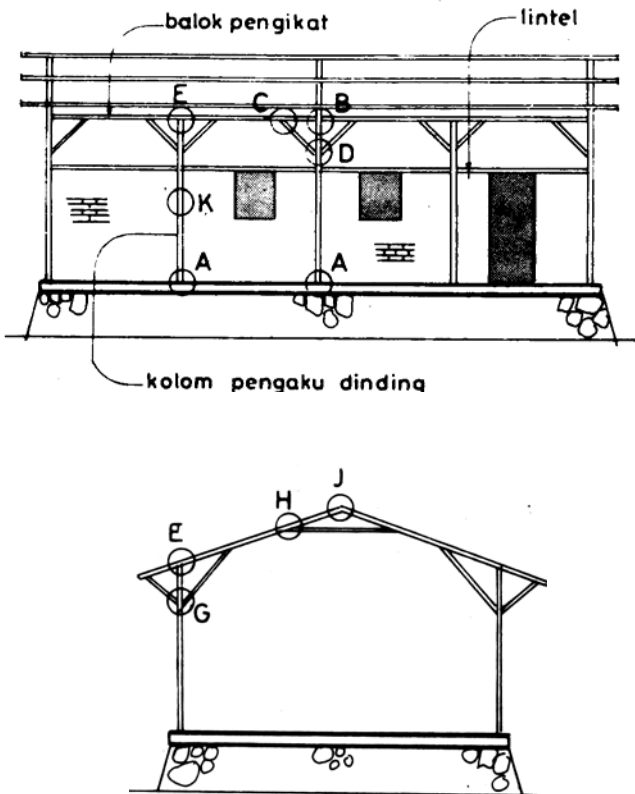 balok pengikat
lintel
E C B
D
K
A A
kolom pengaku dinding
J
H
E
G